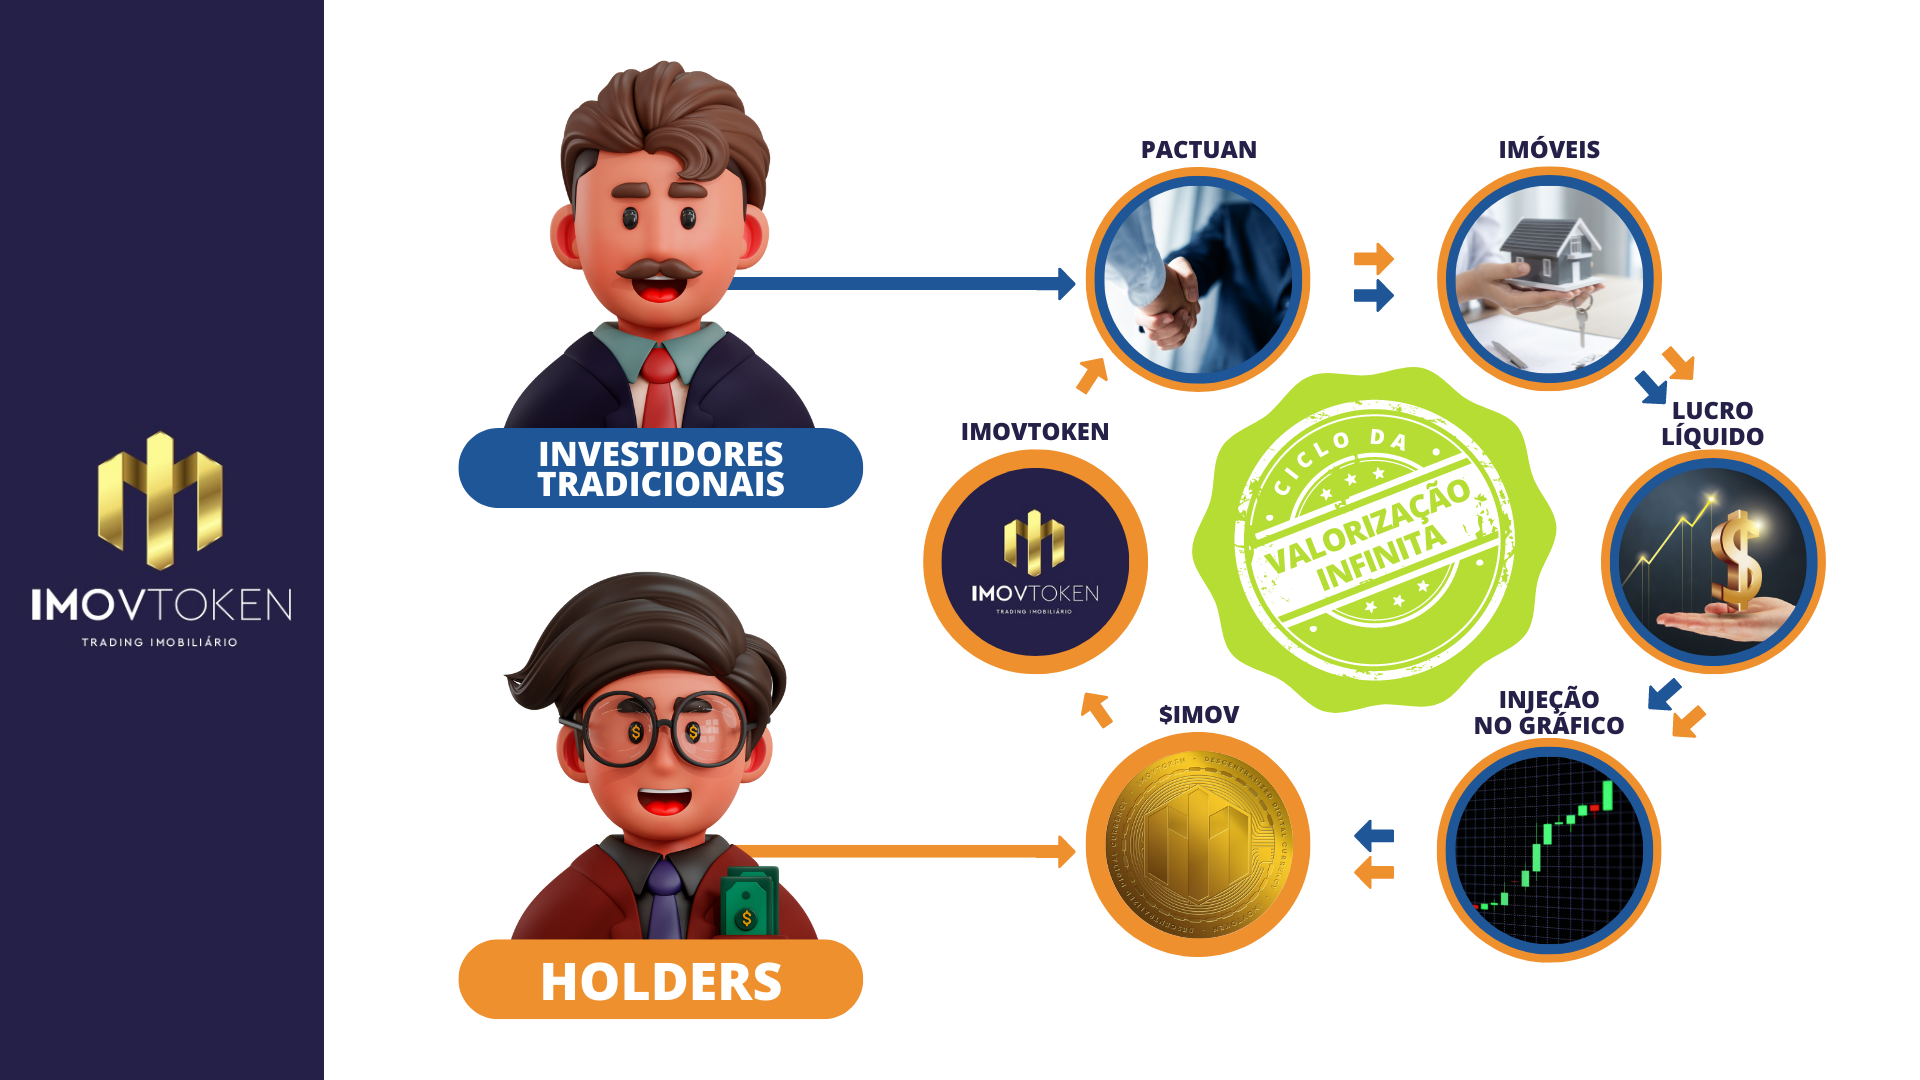 IMOVTOKEN
TRADING IMOBILIÁRIO
INVESTIDORES
TRADICIONAIS
HOLDERS
PACTUAN
IMÓVEIS
LUCRO
LÍQUIDO
INJEÇÃO
NO GRÁFICO
$IMOV
IMOVTOKEN
IMOVTOKEN
TRADING IMOBILIÁRIO
CICLO DA
VALORIZAÇÃO
INFINITA